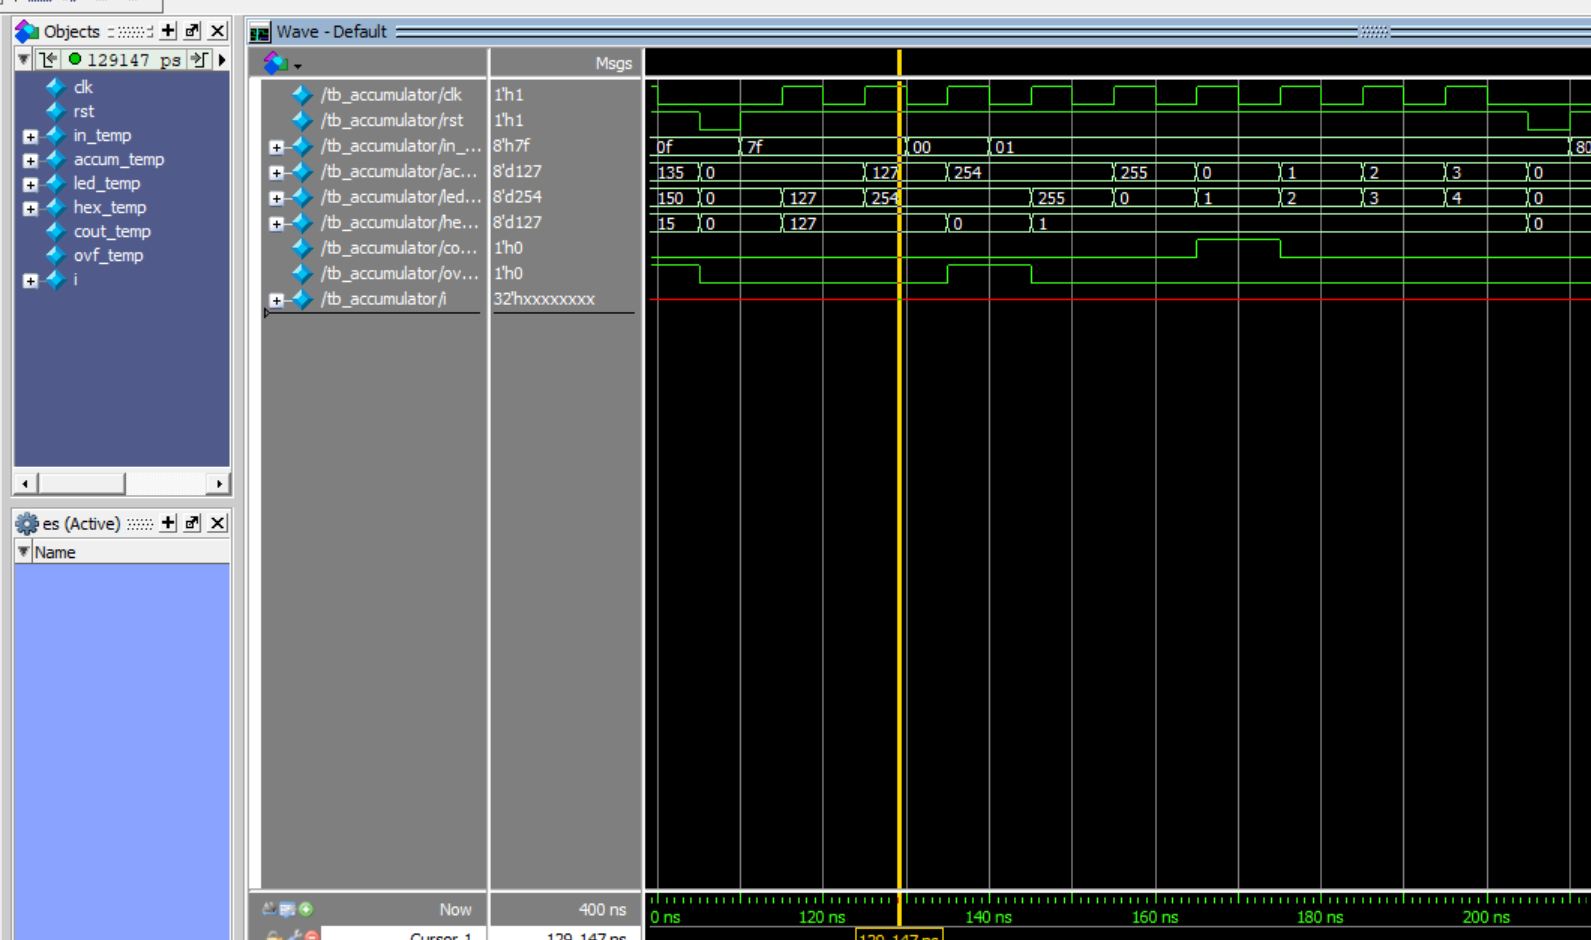 Objects
129147 ps
clk
rst
in_temp
accum_temp
led_temp
hex_temp
cout_temp
ovf_temp
i
es (Active)
Name
Wave - Default
Msgs
/tb_accumulator/clk 1'h1
/tb_accumulator/rst 1'h1
/tb_accumulator/in_... 8'h7f 0f 7f 00 01 80
/tb_accumulator/ac... 8'd127 135 0 127 254 255 0 1 2 3 0
/tb_accumulator/led... 8'd254 150 0 127 254 255 0 1 2 3 4 0
/tb_accumulator/he... 8'd127 15 0 127 0 1 0
/tb_accumulator/co... 1'h0
/tb_accumulator/ov... 1'h0
/tb_accumulator/i 32'hxxxxxxxx
Now 400 ns 0 ns 120 ns 140 ns 160 ns 180 ns 200 ns
Cursor 1 129.147 ns 129.147 ns